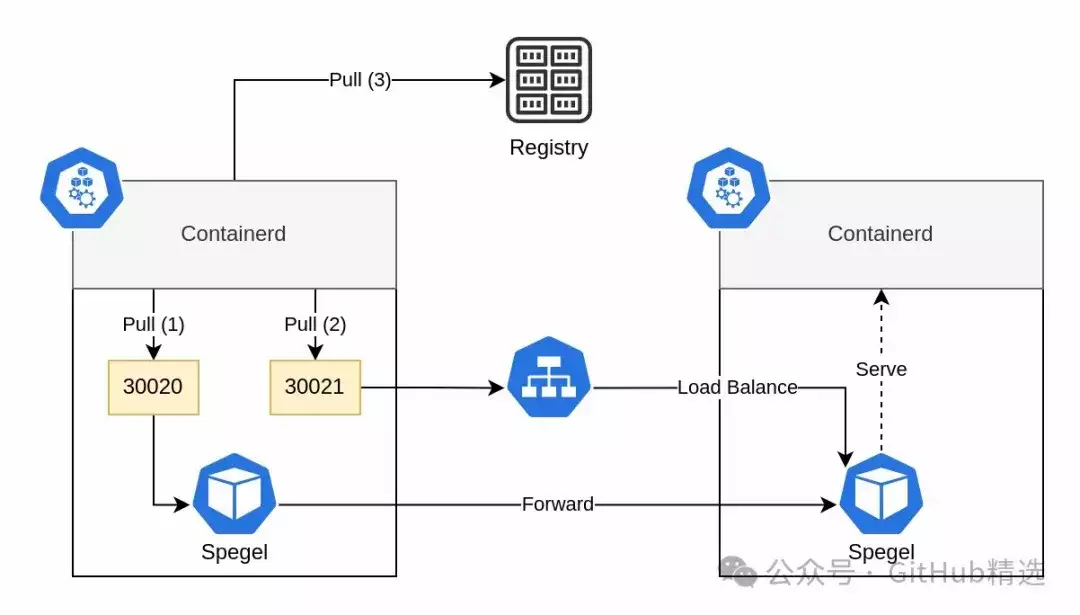 Pull (3)
Registry
Containerd
Containerd
Pull (1)
Pull (2)
30020
30021
Load Balance
Serve
Forward
Spegel
Spegel
公众号 · GitHub精选